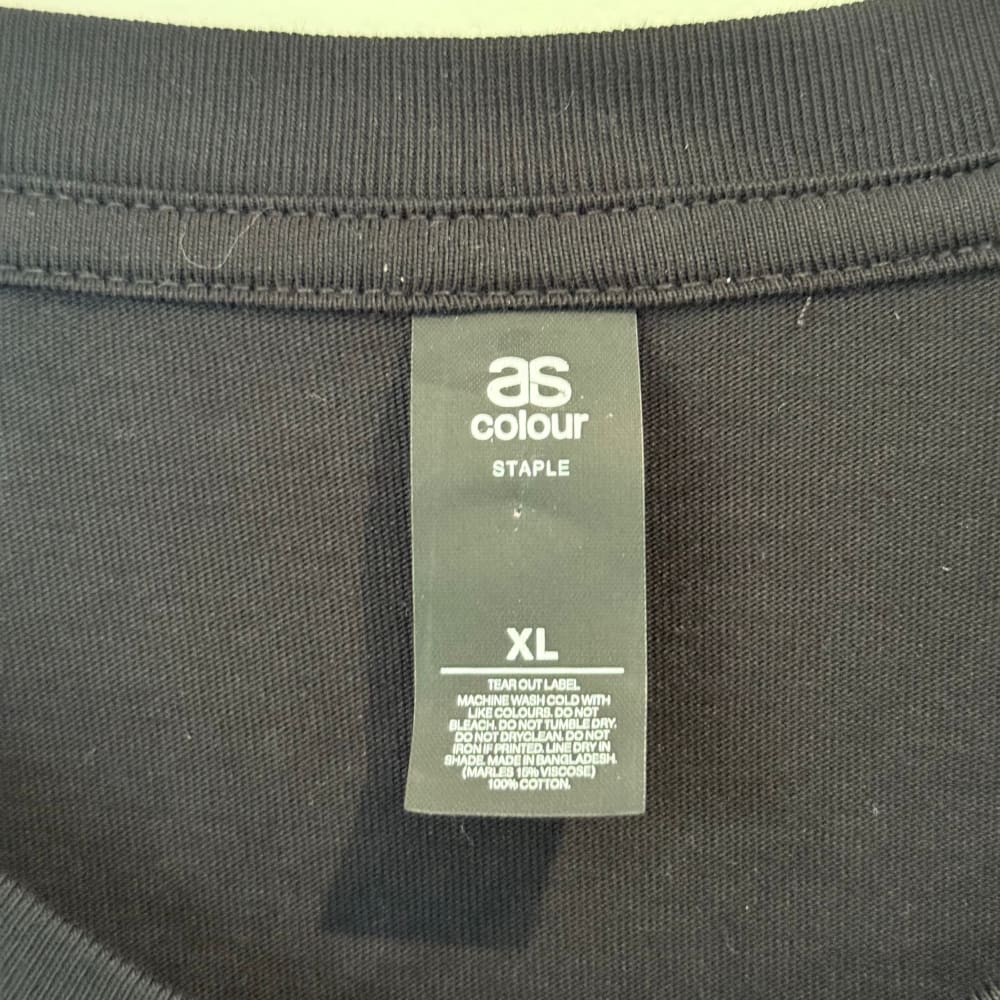 as
colour
STAPLE
XL
TEAR OUT LABEL
MACHINE WASH COLD WITH
LIKE COLOURS. DO NOT
BLEACH. DO NOT TUMBLE DRY.
DO NOT DRYCLEAN. DO NOT
IRON IF PRINTED. LINE DRY IN
SHADE. MADE IN BANGLADESH.
(MARLES 15% VISCOSE)
100% COTTON.